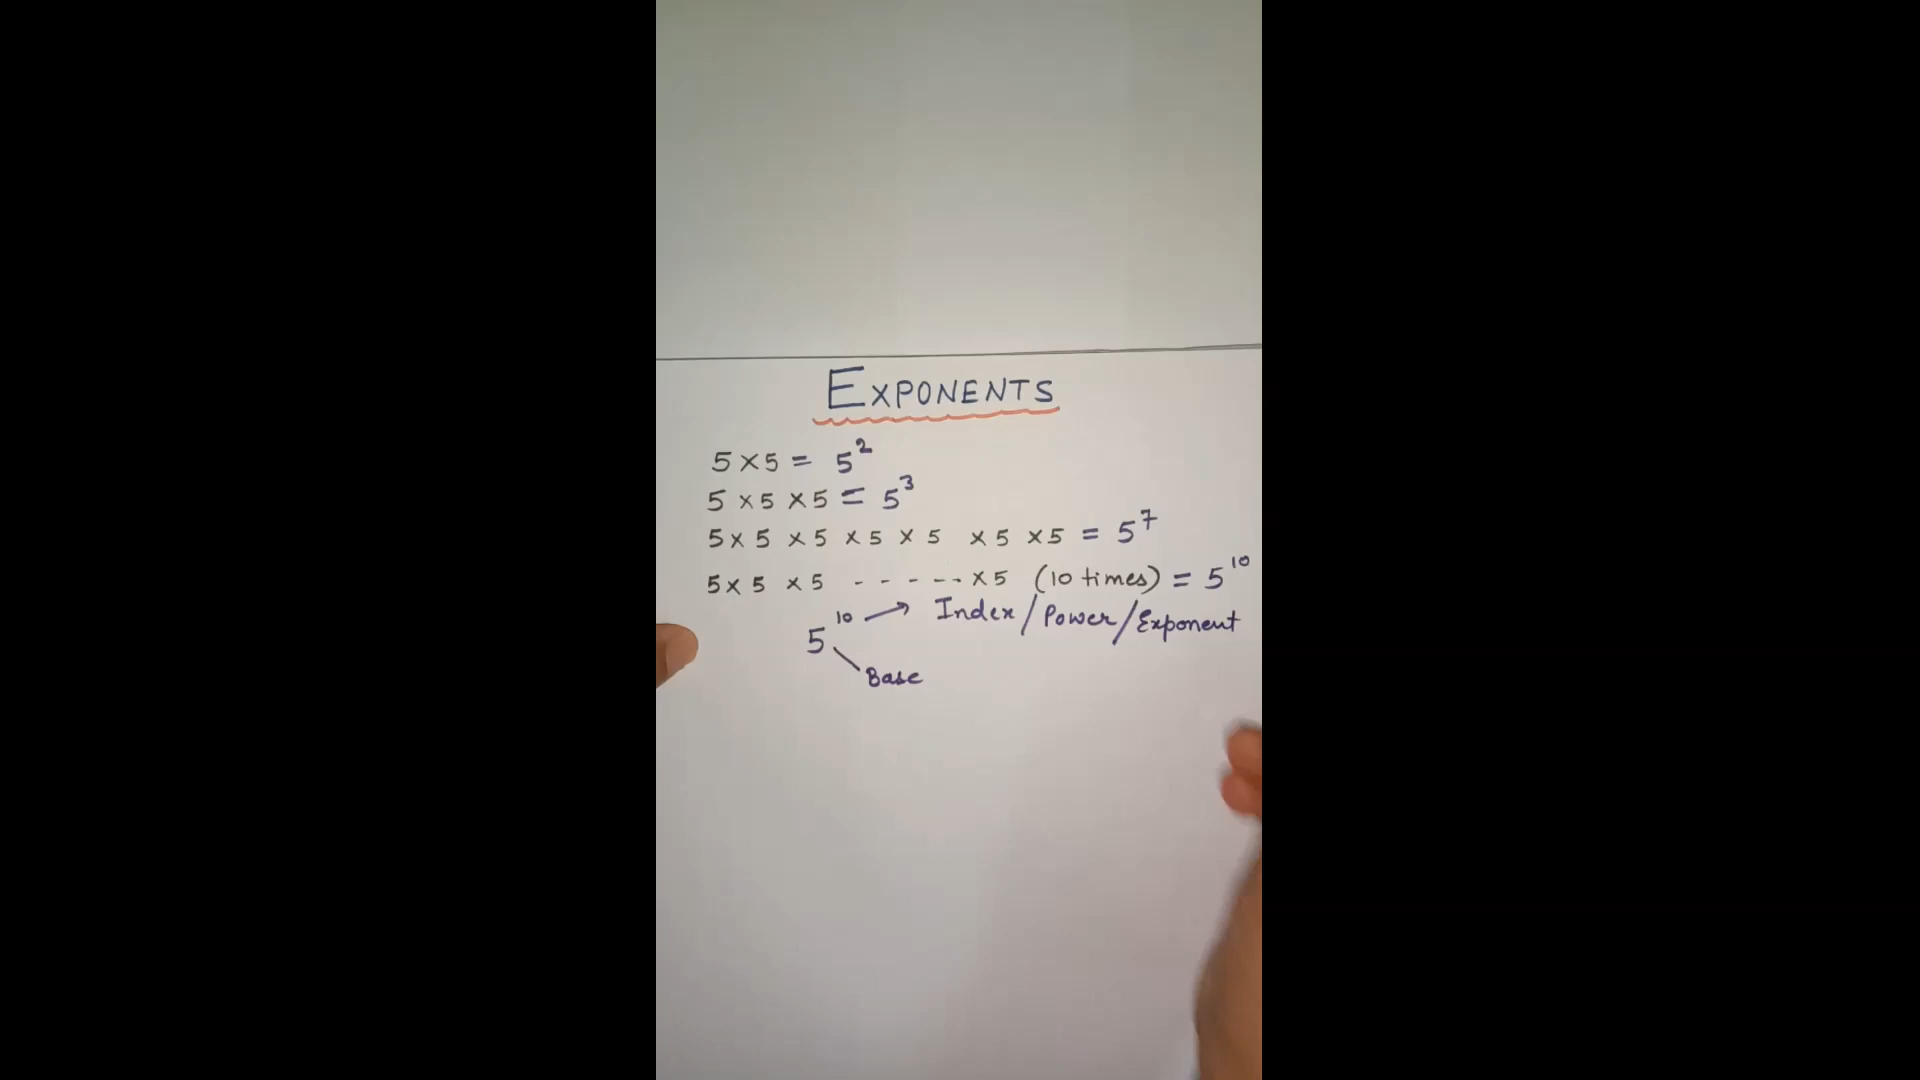 EXPONENTS
5 × 5 = 5²
5 × 5 × 5 = 5³
5 × 5 × 5 × 5 × 5 × 5 × 5 = 5⁷
5 × 5 × 5 - - - - -- × 5 (10 times) = 5¹⁰
5¹⁰ → Index/Power/Exponent
Base